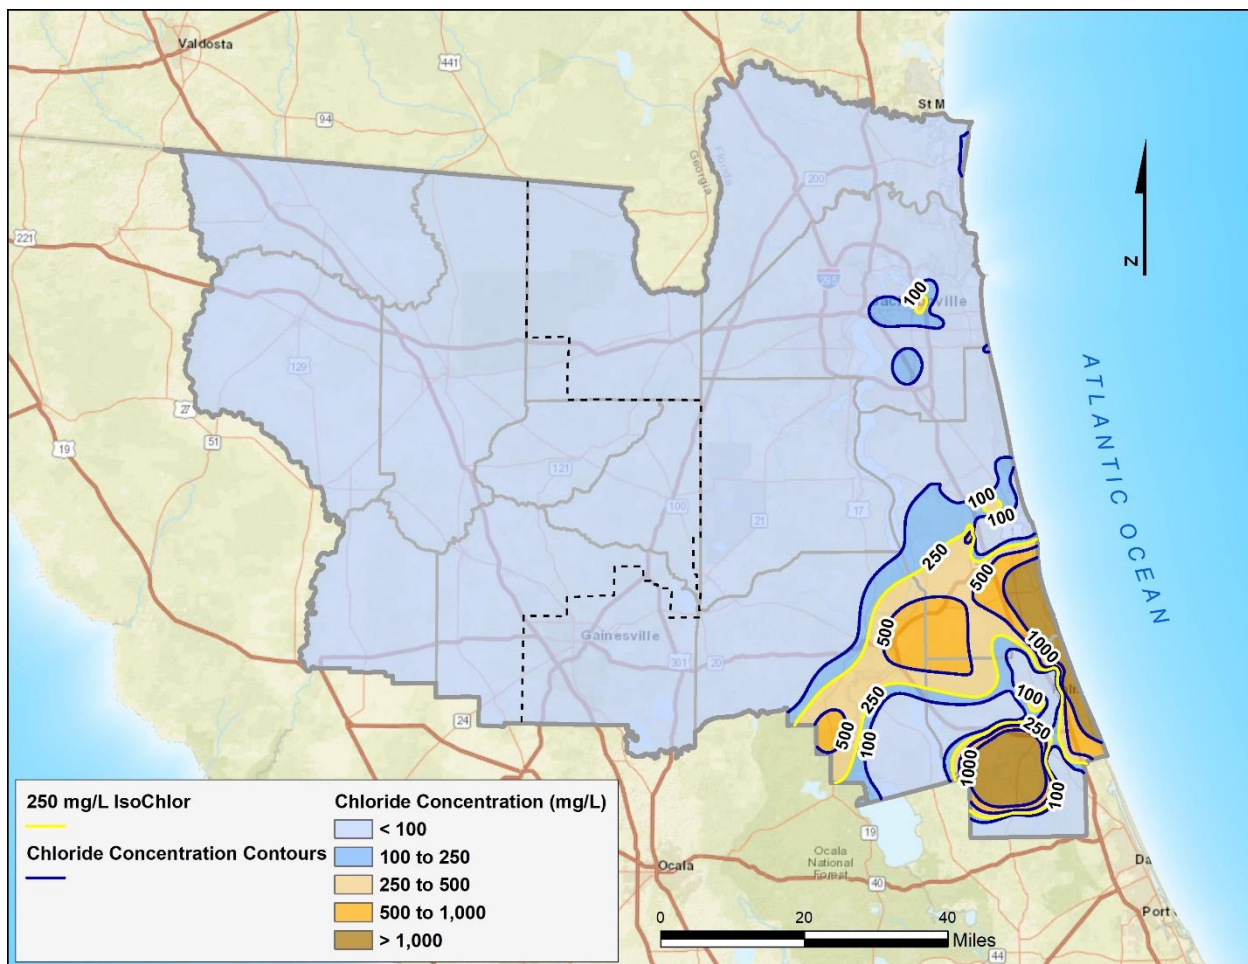 Valdosta
441
94
St M
Georgia
Florida
200
221
N
295
100
Jacksonville
129
ATLANTIC OCEAN
27
19
51
121
100
21
17
100
100
250
500
500
1000
Gainesville
301
20
100
24
250
250
500
100
1000
100
250 mg/L IsoChlor
Chloride Concentration Contours
Chloride Concentration (mg/L)
< 100
100 to 250
250 to 500
500 to 1,000
> 1,000
19
Ocala
Ocala
National
Forest
40
Da
Port
0 20 40
Miles
44